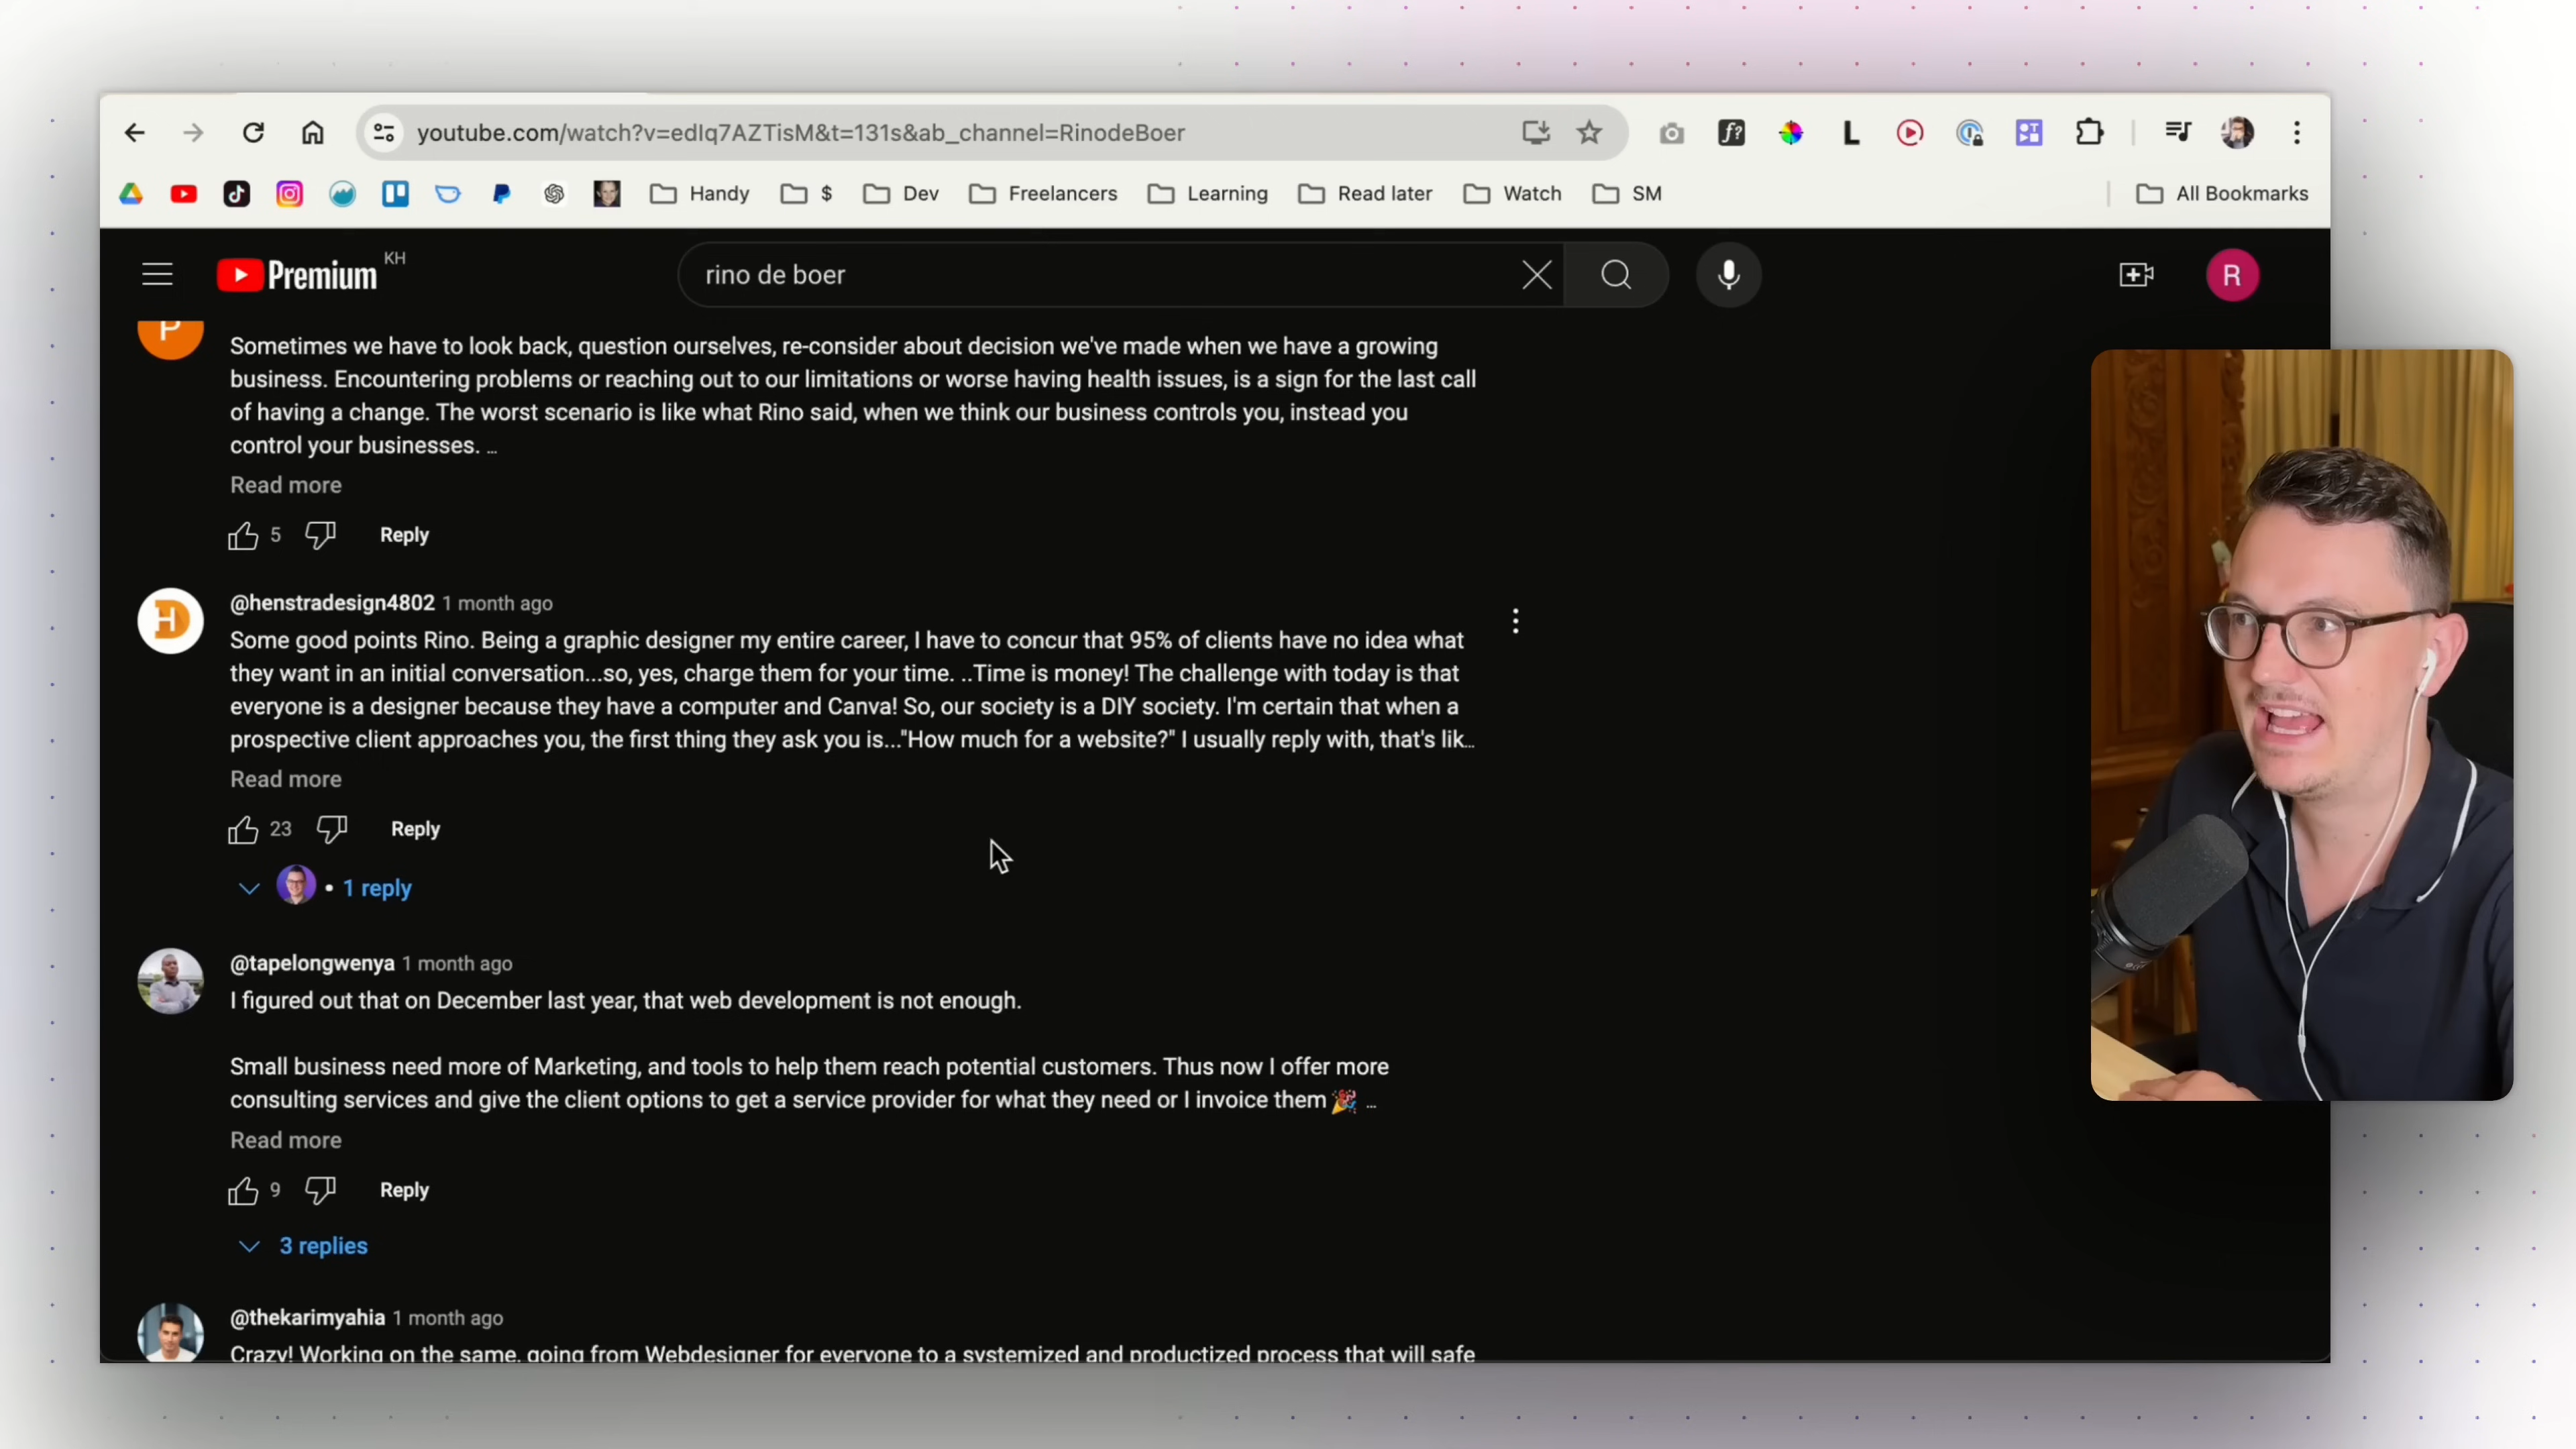 youtube.com/watch?v=edIq7AZTisM&t=131s&ab_channel=RinodeBoer
f?
L
Handy
$
Dev
Freelancers
Learning
Read later
Watch
SM
All Bookmarks
Premium
KH
rino de boer
R
P
Sometimes we have to look back, question ourselves, re-consider about decision we've made when we have a growing
business. Encountering problems or reaching out to our limitations or worse having health issues, is a sign for the last call
of having a change. The worst scenario is like what Rino said, when we think our business controls you, instead you
control your businesses. ...
Read more
5
Reply
HD
@henstradesign4802 1 month ago
Some good points Rino. Being a graphic designer my entire career, I have to concur that 95% of clients have no idea what
they want in an initial conversation...so, yes, charge them for your time. ..Time is money! The challenge with today is that
everyone is a designer because they have a computer and Canva! So, our society is a DIY society. I'm certain that when a
prospective client approaches you, the first thing they ask you is..."How much for a website?" I usually reply with, that's lik...
Read more
23
Reply
• 1 reply
@tapelongwenya 1 month ago
I figured out that on December last year, that web development is not enough.
Small business need more of Marketing, and tools to help them reach potential customers. Thus now I offer more
consulting services and give the client options to get a service provider for what they need or I invoice them🎉 ...
Read more
9
Reply
3 replies
@thekarimyahia 1 month ago
Crazy! Working on the same, going from Webdesigner for everyone to a systemized and productized process that will safe